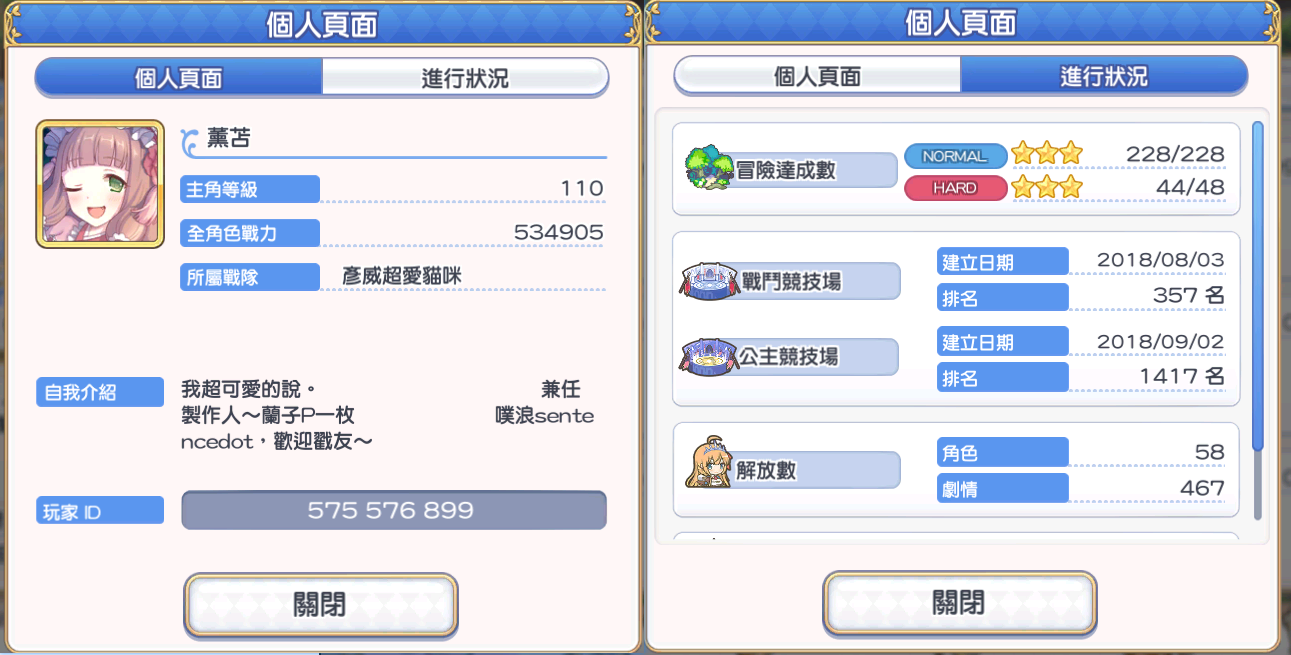 個人頁面
個人頁面 進行狀況
薰苫
主角等級 110
全角色戰力 534905
所屬戰隊 彥威超愛貓咪
自我介紹 我超可愛的說。 兼任
製作人～蘭子P一枚 噗浪sente
ncedot，歡迎戳友～
玩家 ID 575 576 899
關閉
個人頁面
個人頁面 進行狀況
冒險達成數 NORMAL 228/228
HARD 44/48
戰鬥競技場 建立日期 2018/08/03
排名 357 名
公主競技場 建立日期 2018/09/02
排名 1417 名
解放數 角色 58
劇情 467
關閉